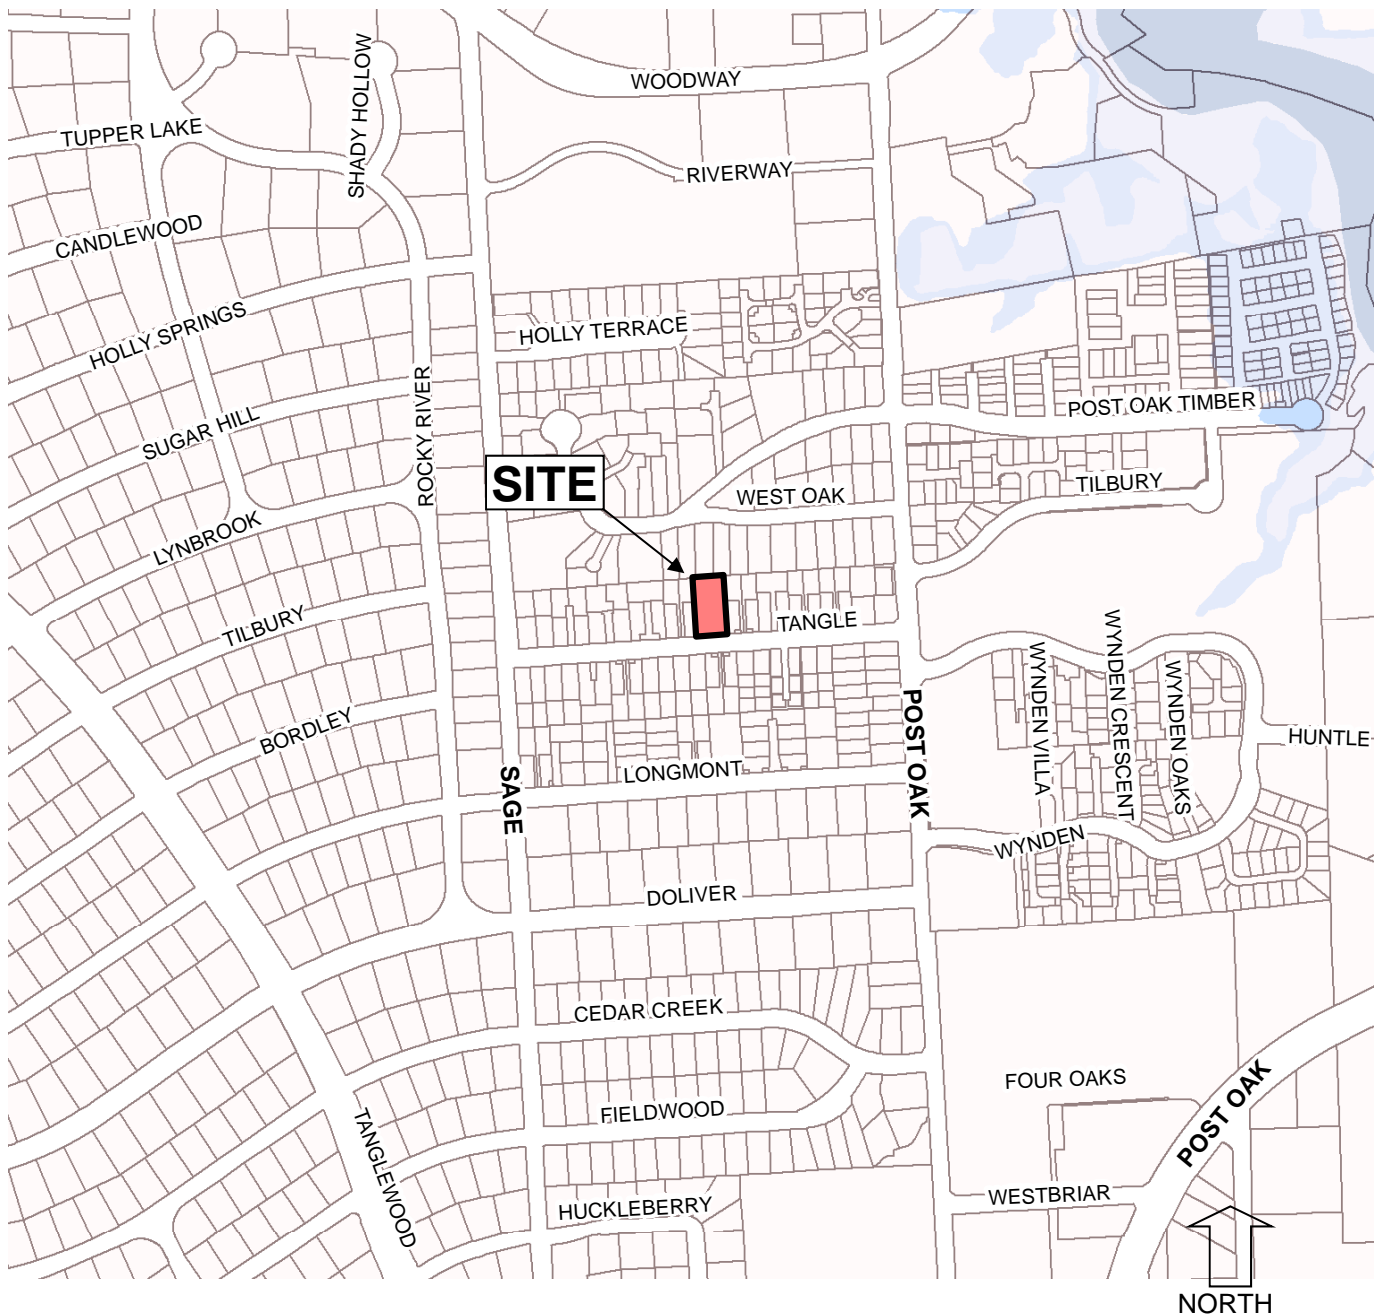 WOODWAY
SHADY HOLLOW
TUPPER LAKE
RIVERWAY
CANDLEWOOD
HOLLY SPRINGS
HOLLY TERRACE
ROCKY RIVER
POST OAK TIMBER
SUGAR HILL
SITE
TILBURY
WEST OAK
LYNBROOK
TILBURY
TANGLE
WYNDEN VILLA
WYNDEN CRESCENT
WYNDEN OAKS
POST OAK
BORDLEY
HUNTLE
LONGMONT
SAGE
WYNDEN
DOLIVER
CEDAR CREEK
FOUR OAKS
POST OAK
FIELDWOOD
TANGLEWOOD
WESTBRIAR
HUCKLEBERRY
NORTH